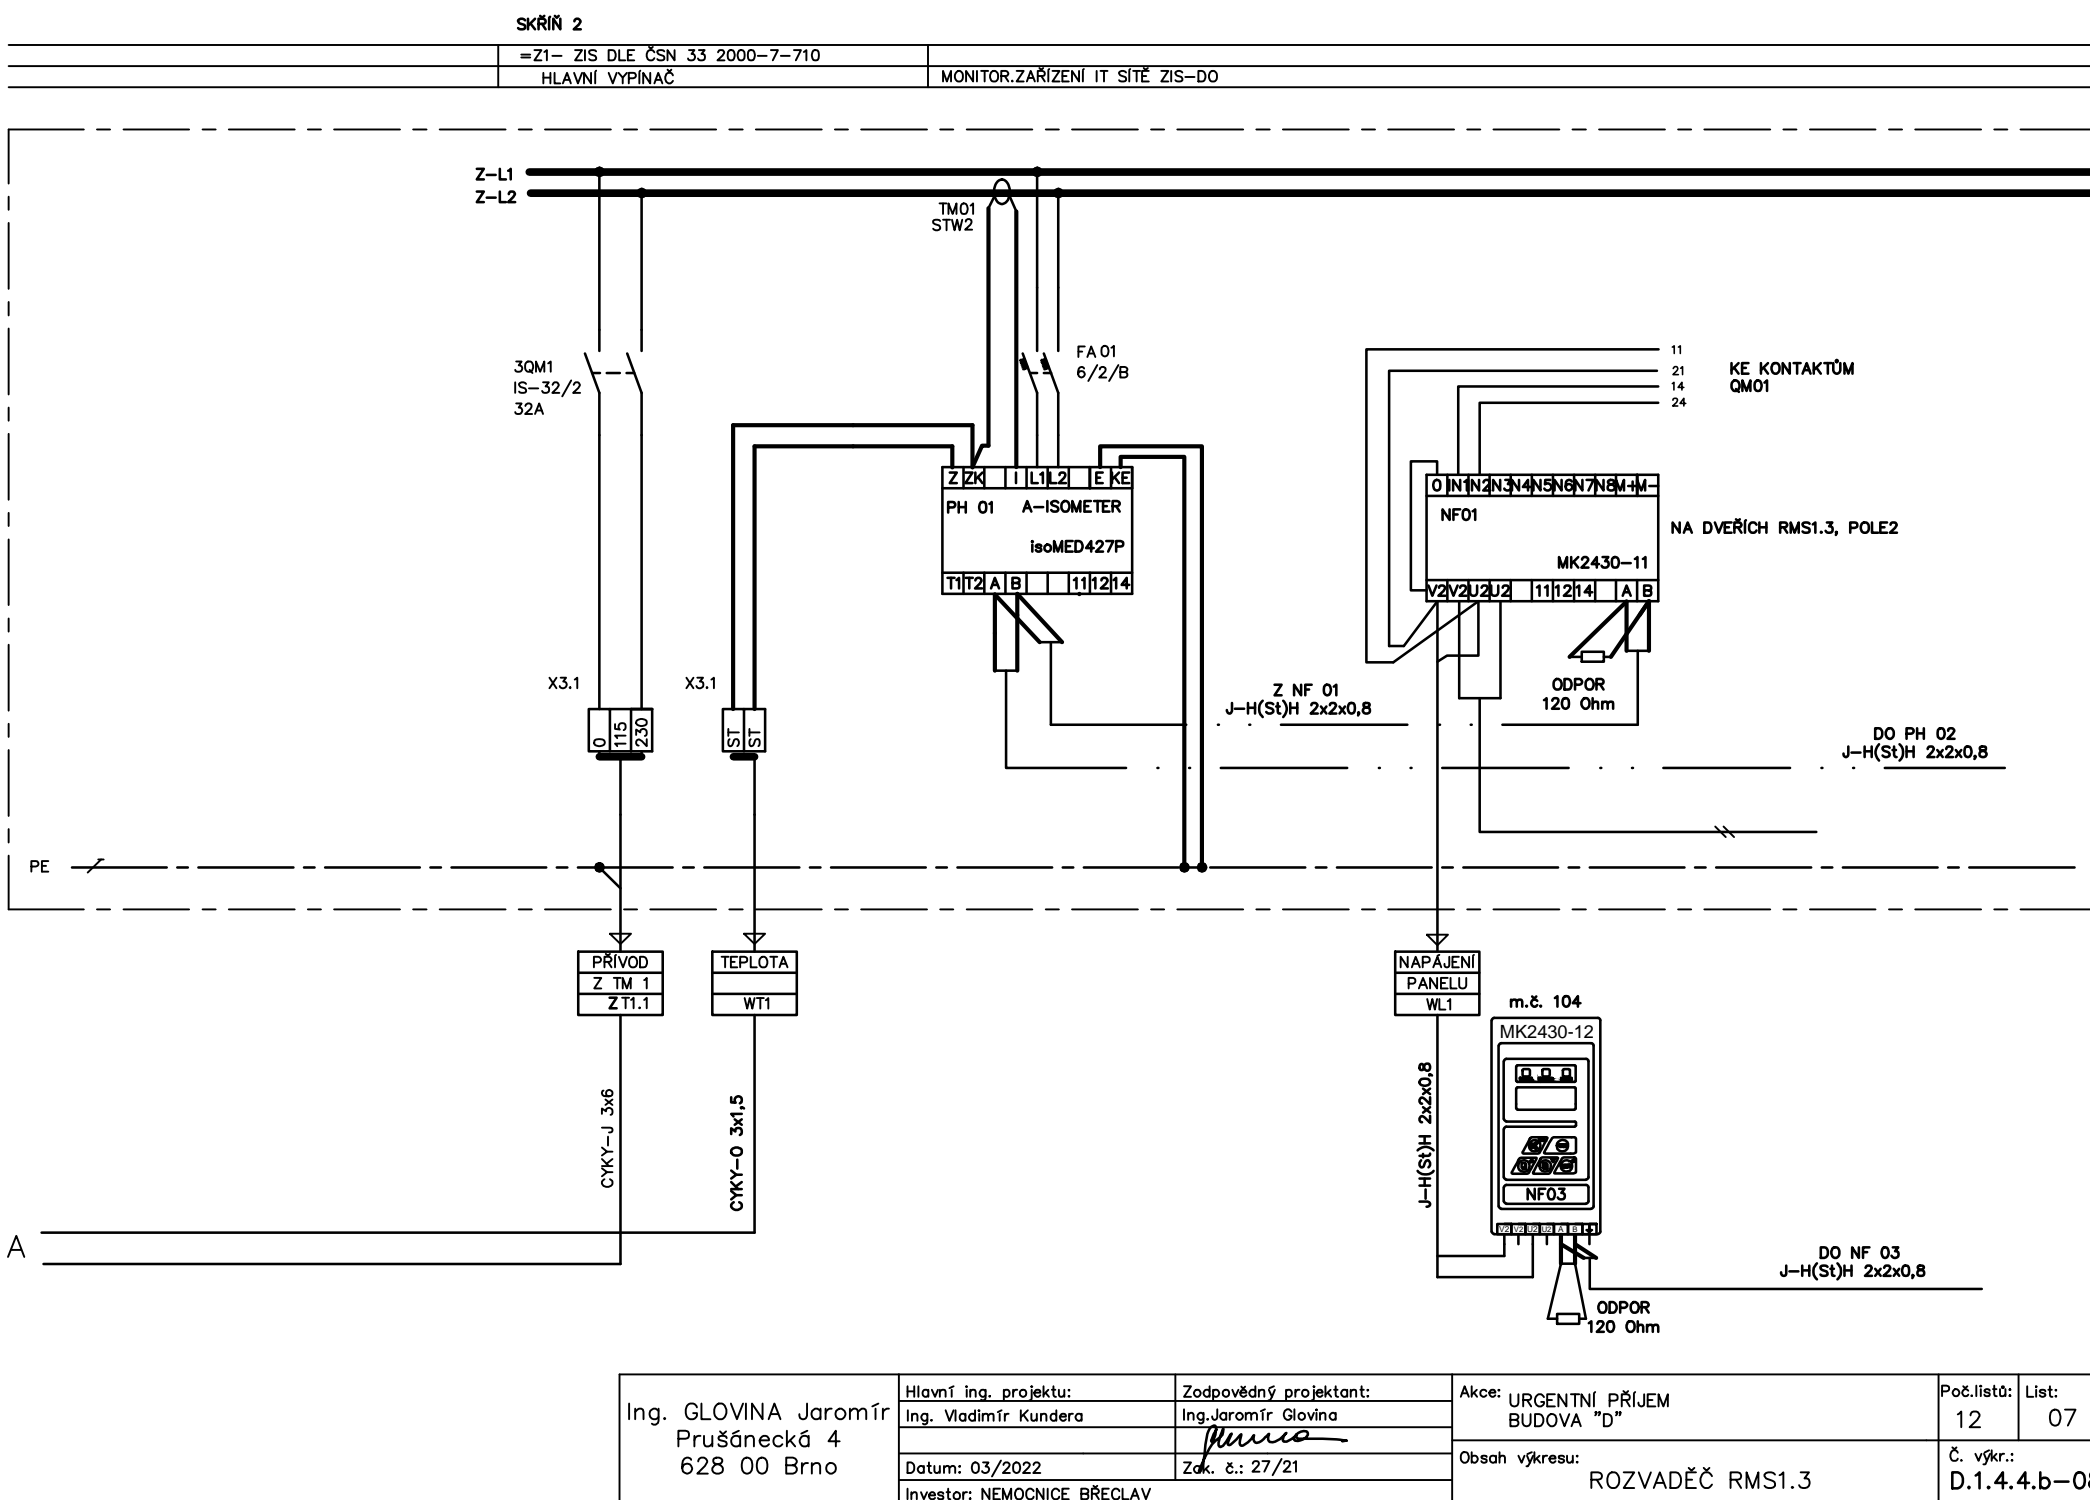 SKŘÍŇ 2
=Z1- ZIS DLE ČSN 33 2000-7-710
HLAVNÍ VYPÍNAČ
MONITOR.ZAŘÍZENÍ IT SÍTĚ ZIS-DO
Z-L1
Z-L2
TM01
STW2
3QM1
IS-32/2
32A
FA 01
6/2/B
11
21
14
24
KE KONTAKTŮM
QM01
Z ZK I L1 L2 E KE
PH 01 A-ISOMETER
isoMED427P
T1 T2 A B 11 12 14
0 IN1 N2 N3 N4 N5 N6 N7 N8 M+ M-
NF01
MK2430-11
V2 V2 U2 U2 11 12 14 A B
NA DVEŘÍCH RMS1.3, POLE2
X3.1
0 115 230
X3.1
ST ST
Z NF 01
J-H(St)H 2x2x0,8
ODPOR
120 Ohm
DO PH 02
J-H(St)H 2x2x0,8
PE
PŘÍVOD
Z TM 1
Z T1.1
TEPLOTA
WT1
NAPÁJENÍ
PANELU
WL1
m.č. 104
MK2430-12
NF03
V2 V2 U2 U2 A B
CYKY-J 3x6
CYKY-O 3x1,5
J-H(St)H 2x2x0,8
A
DO NF 03
J-H(St)H 2x2x0,8
ODPOR
120 Ohm
Ing. GLOVINA Jaromír
Prušánecká 4
628 00 Brno
Hlavní ing. projektu:
Ing. Vladimír Kundera
Zodpovědný projektant:
Ing.Jaromír Glovina
Datum: 03/2022
Zak. č.: 27/21
Investor: NEMOCNICE BŘECLAV
Akce: URGENTNÍ PŘÍJEM
BUDOVA "D"
Obsah výkresu:
ROZVADĚČ RMS1.3
Poč.listů:
12
List:
07
Č. výkr.:
D.1.4.4.b-08